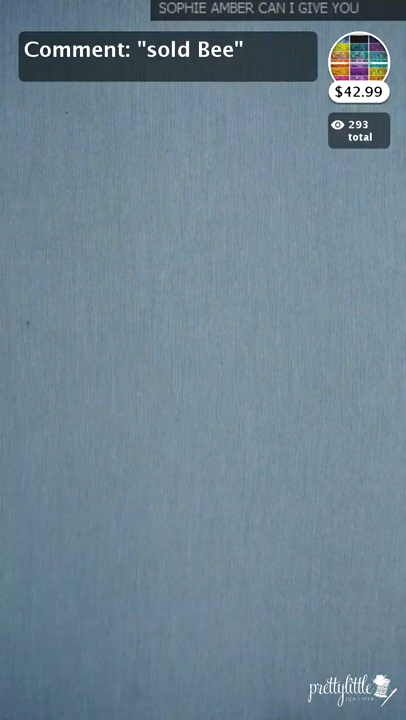 SOPHIE AMBER CAN I GIVE YOU
Comment: "sold Bee"
$42.99
293
total
prettylittle